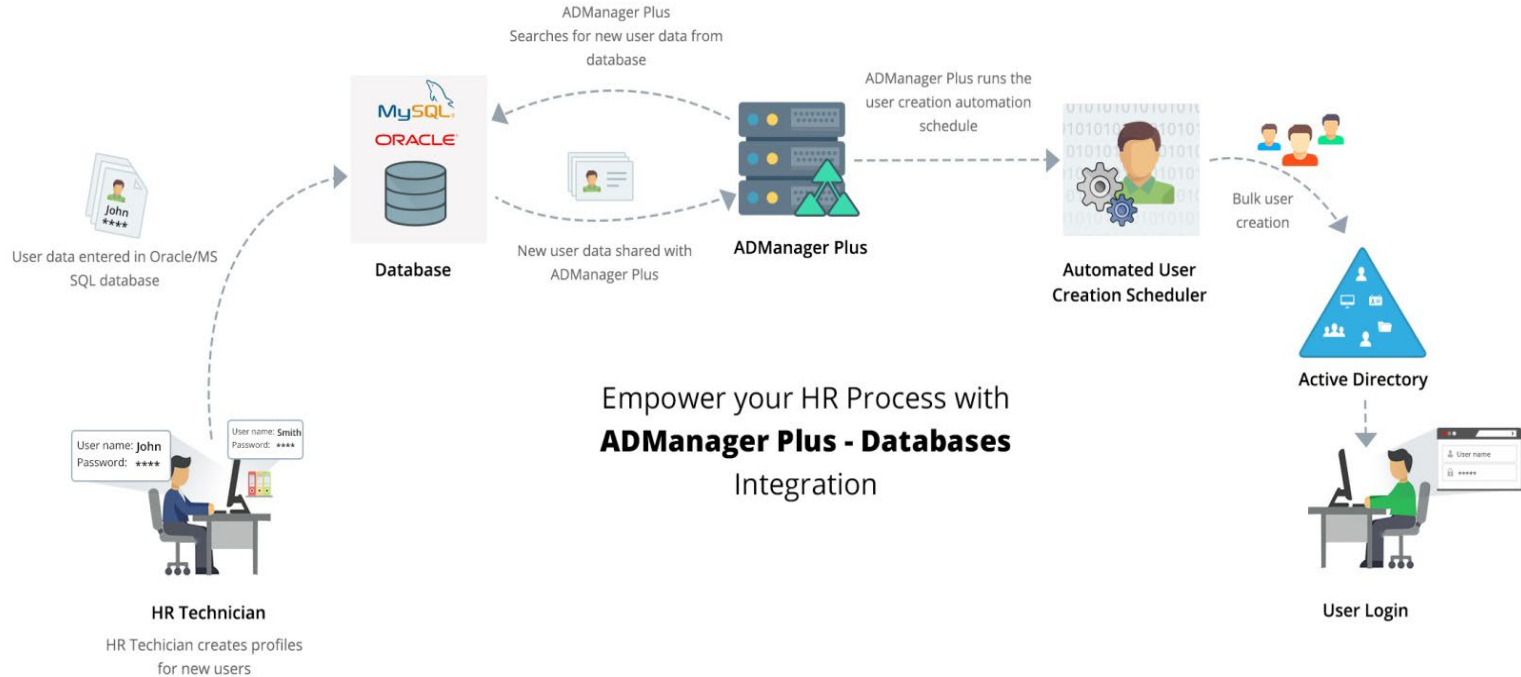 ADManager Plus
Searches for new user data from
database
MySQL
ORACLE
Database
New user data shared with
ADManager Plus
ADManager Plus
ADManager Plus runs the
user creation automation
schedule
Automated User
Creation Scheduler
Bulk user
creation
Active Directory
John
****
User data entered in Oracle/MS
SQL database
User name: John
Password: ****
User name: Smith
Password: ****
HR Technician
HR Techician creates profiles
for new users
Empower your HR Process with
ADManager Plus - Databases
Integration
User name
*****
User Login